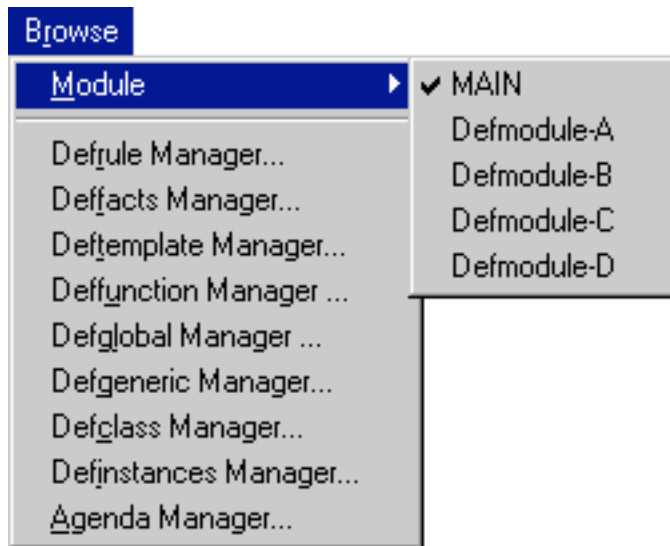 Browse
Module
MAIN
Defmodule-A
Defmodule-B
Defmodule-C
Defmodule-D
Defrule Manager...
Deffacts Manager...
Deftemplate Manager...
Deffunction Manager ...
Defglobal Manager ...
Defgeneric Manager...
Defclass Manager...
Definstances Manager...
Agenda Manager...